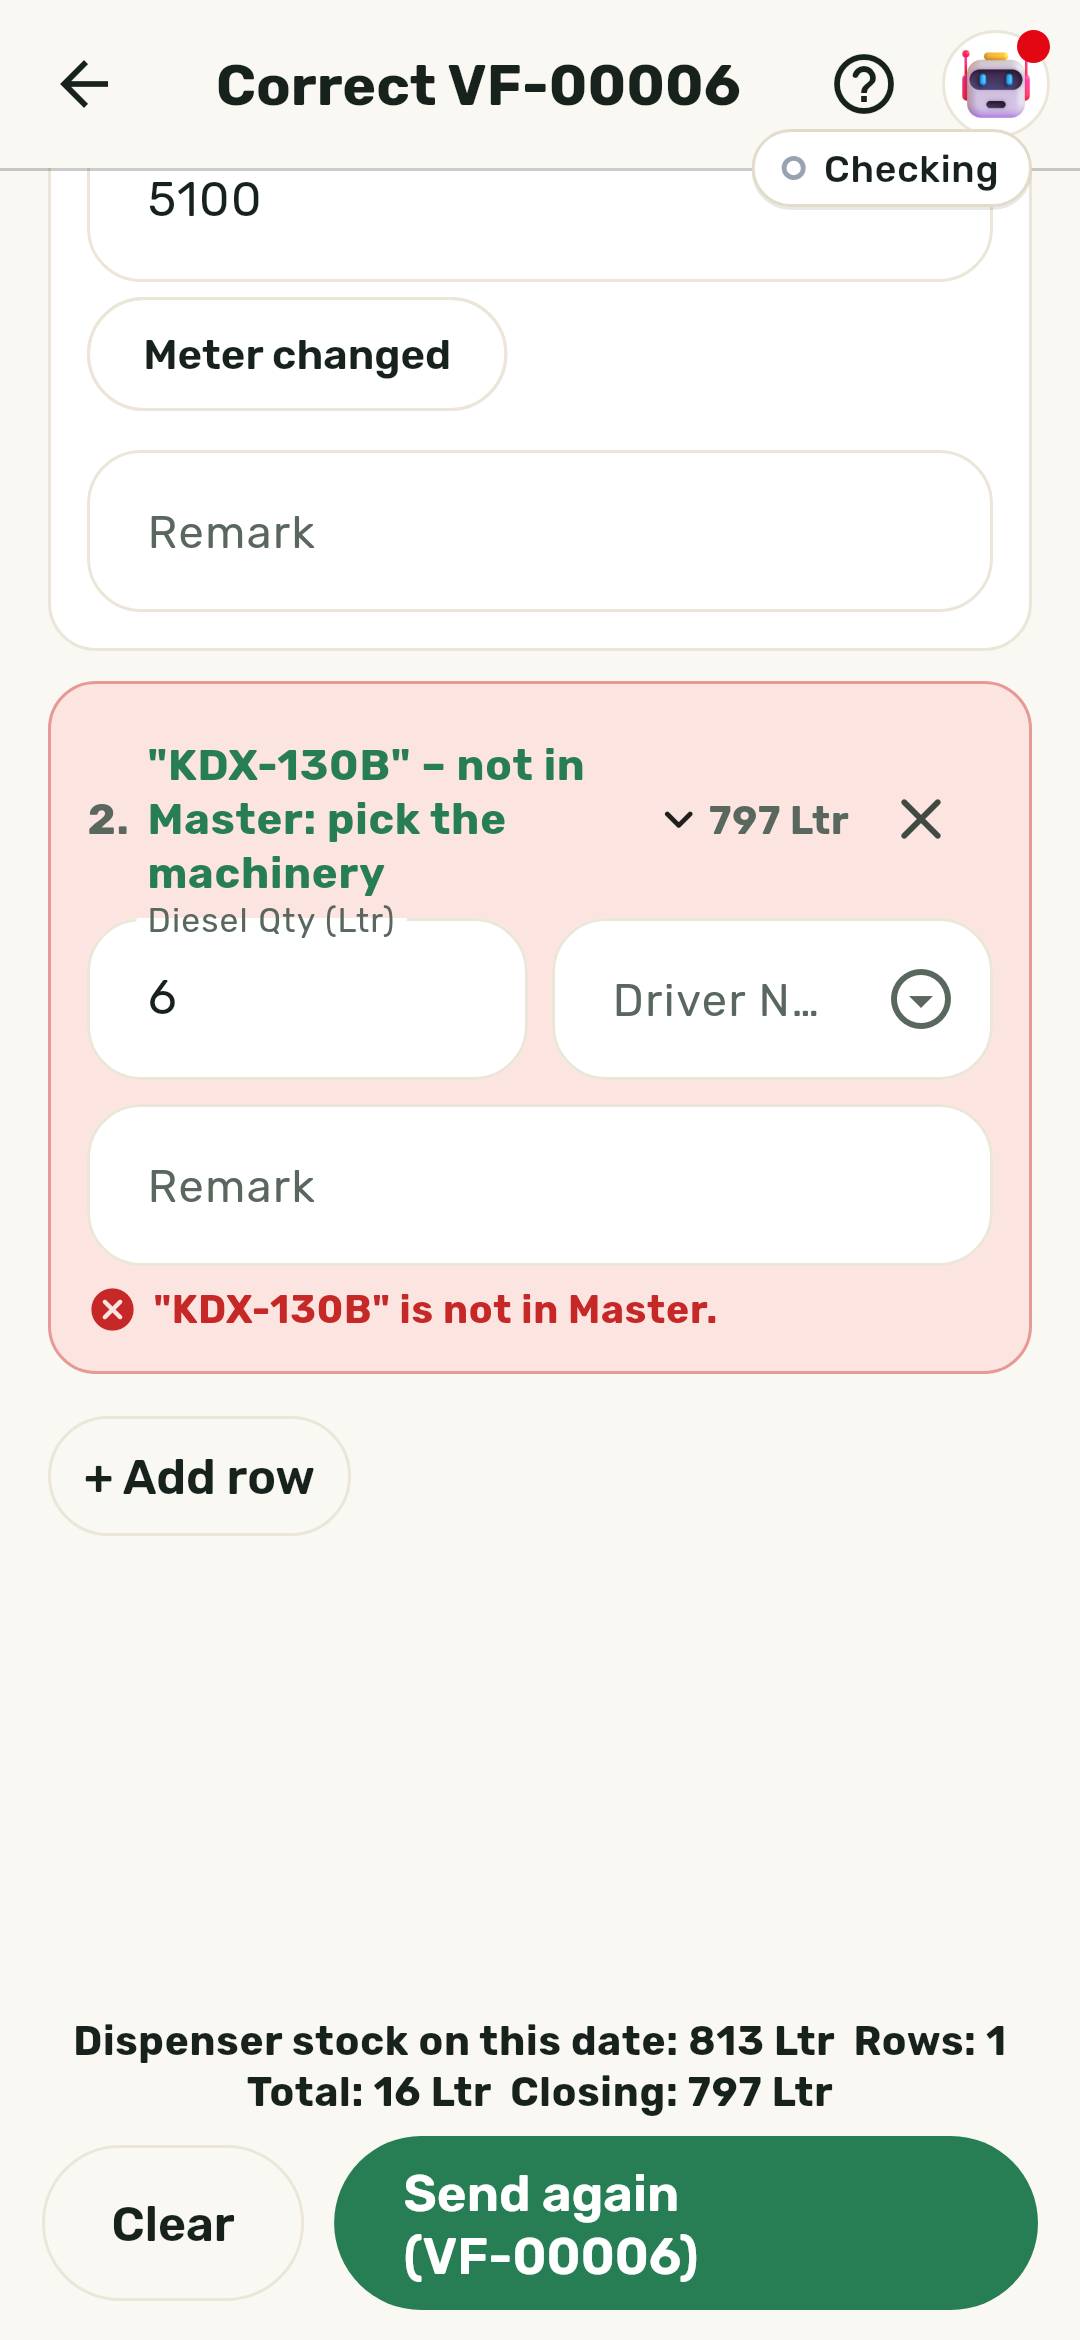 Correct VF-00006
Checking
5100
Meter changed
Remark
2. "KDX-130B" – not in
Master: pick the
machinery
797 Ltr
Diesel Qty (Ltr)
6
Driver N...
Remark
"KDX-130B" is not in Master.
+ Add row
Dispenser stock on this date: 813 Ltr Rows: 1
Total: 16 Ltr Closing: 797 Ltr
Clear
Send again
(VF-00006)